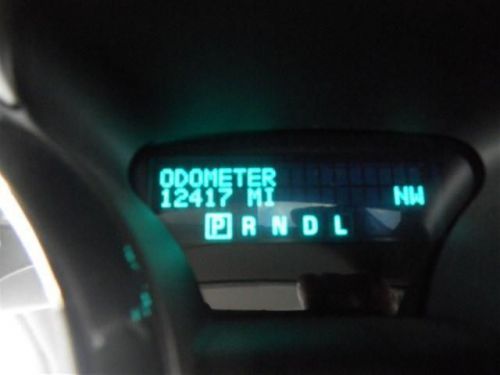 ODOMETER
12417 MI NW
P R N D L